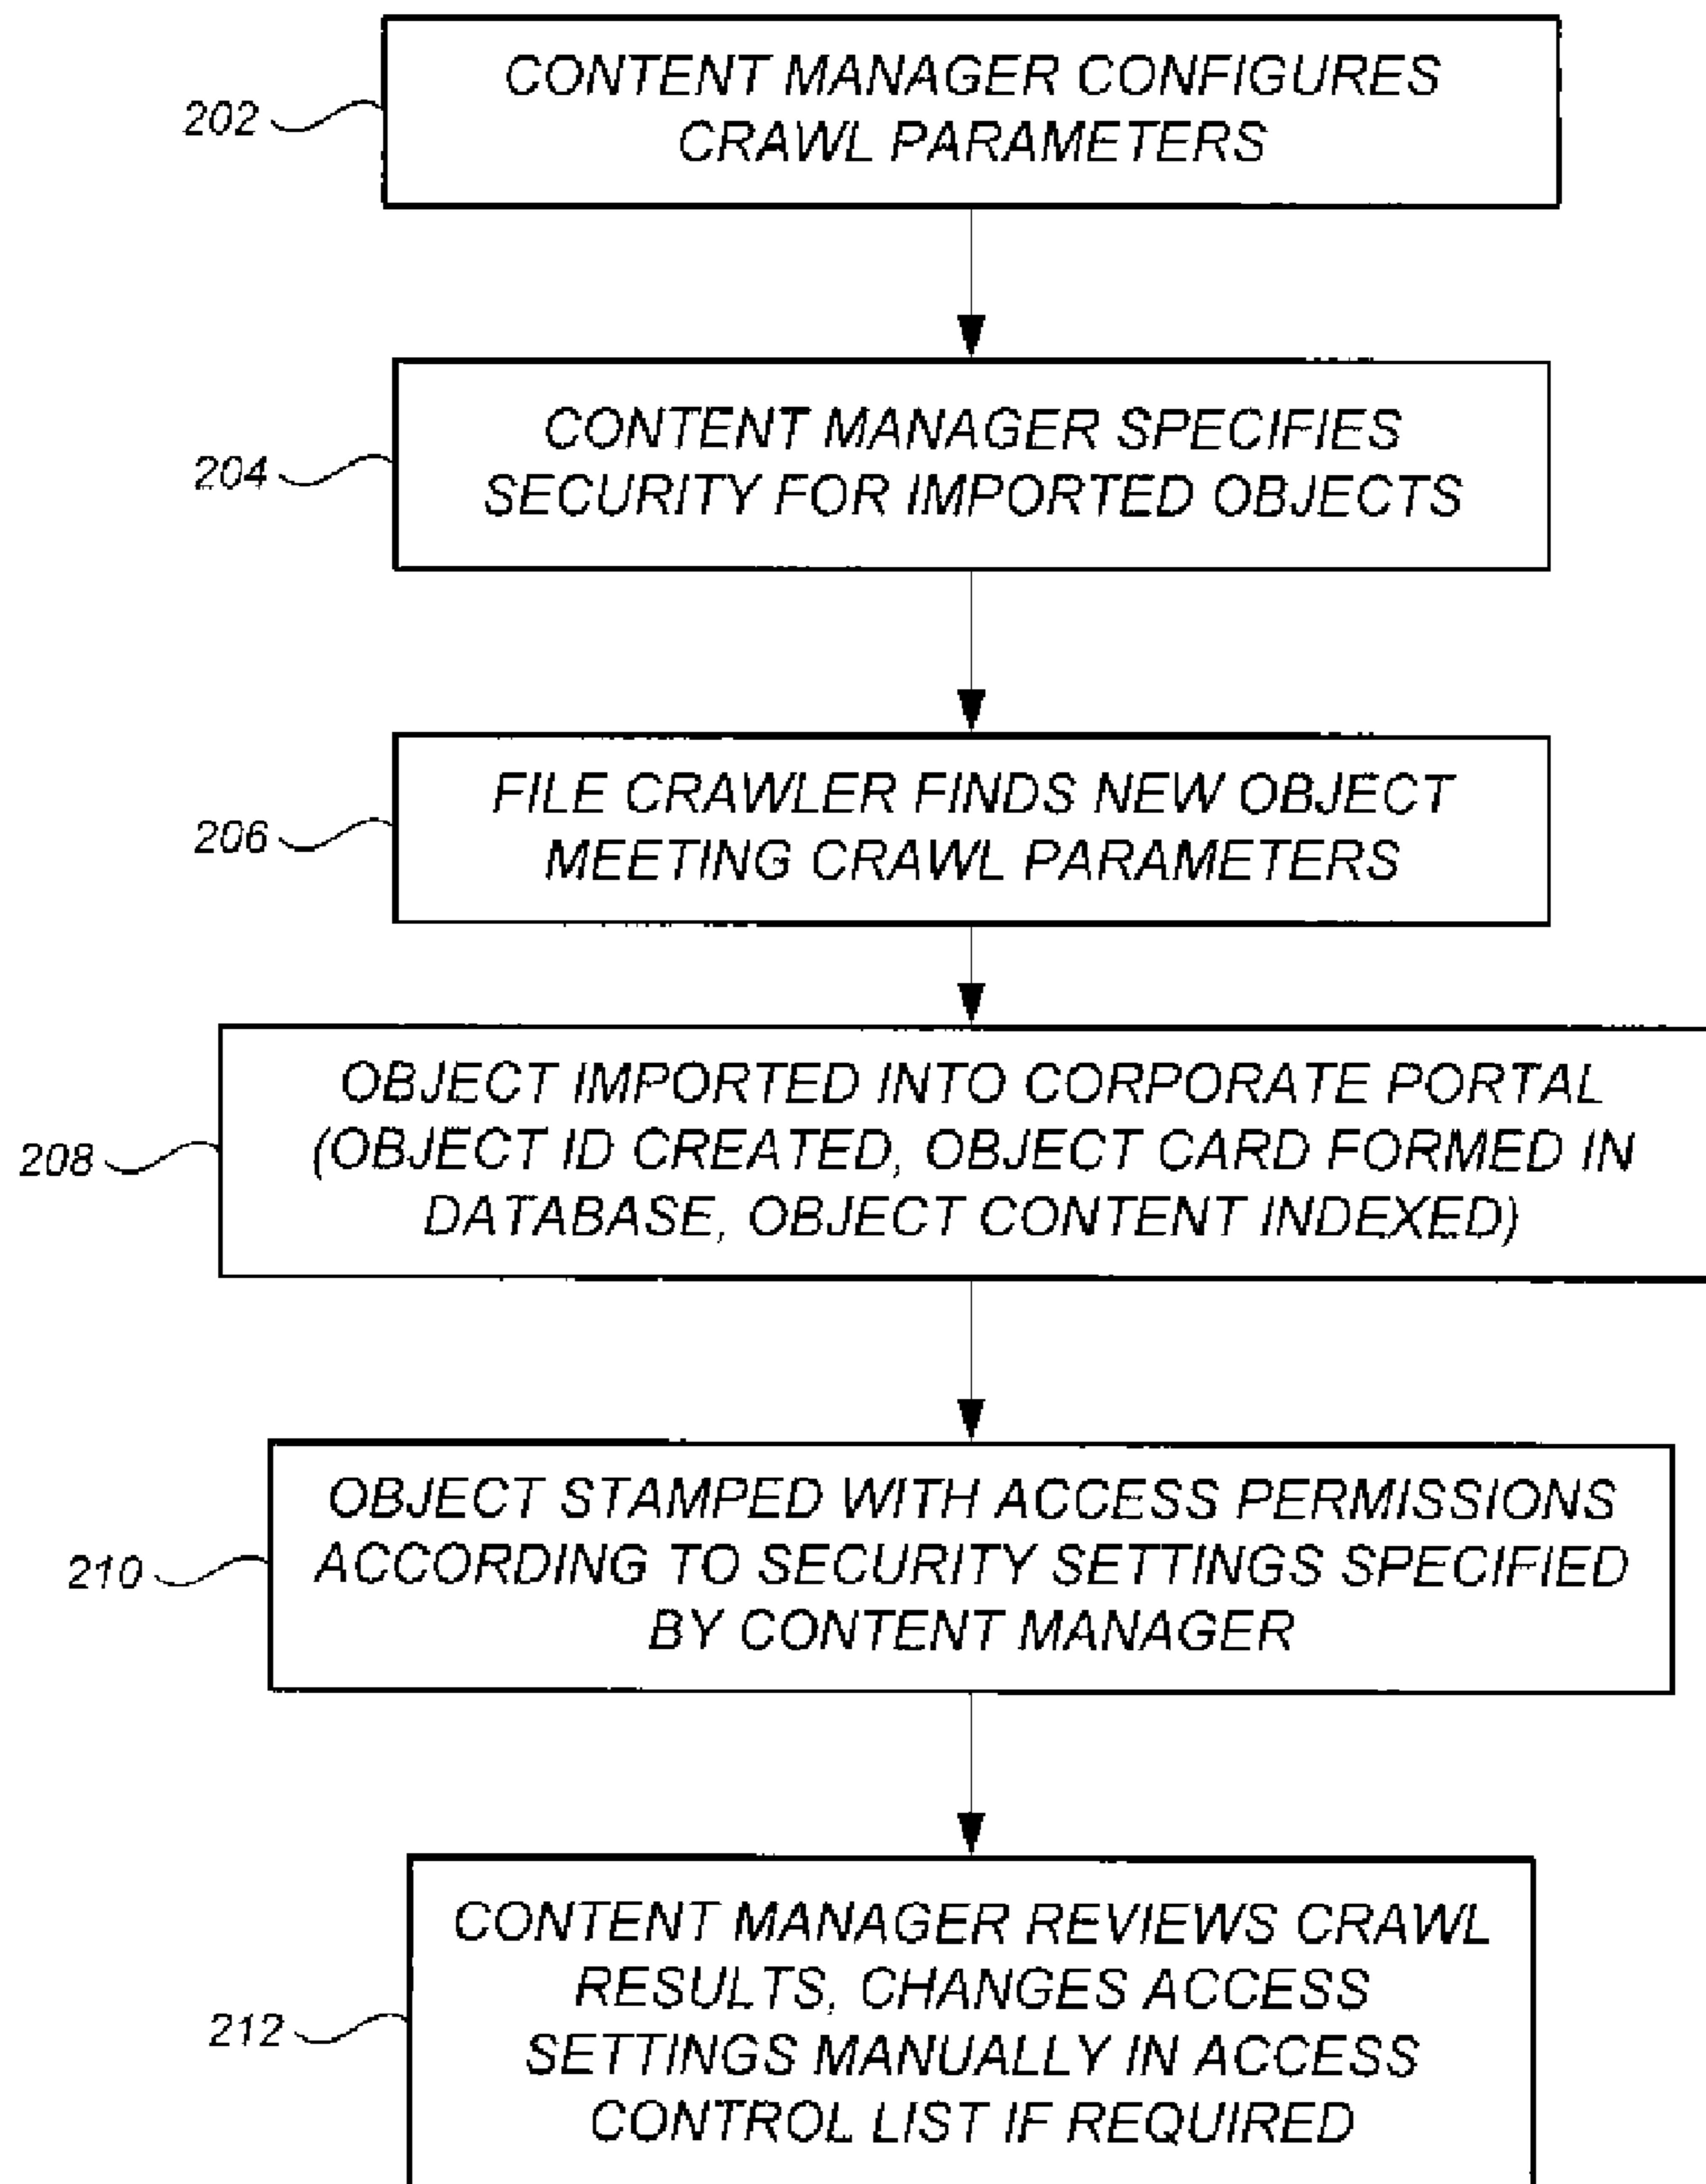 CONTENT MANAGER CONFIGURES
CRAWL PARAMETERS
202
CONTENT MANAGER SPECIFIES
SECURITY FOR IMPORTED OBJECTS
204
FILE CRAWLER FINDS NEW OBJECT
MEETING CRAWL PARAMETERS
206
OBJECT IMPORTED INTO CORPORATE PORTAL
(OBJECT ID CREATED, OBJECT CARD FORMED IN
DATABASE, OBJECT CONTENT INDEXED)
208
OBJECT STAMPED WITH ACCESS PERMISSIONS
ACCORDING TO SECURITY SETTINGS SPECIFIED
BY CONTENT MANAGER
210
CONTENT MANAGER REVIEWS CRAWL
RESULTS, CHANGES ACCESS
SETTINGS MANUALLY IN ACCESS
CONTROL LIST IF REQUIRED
212